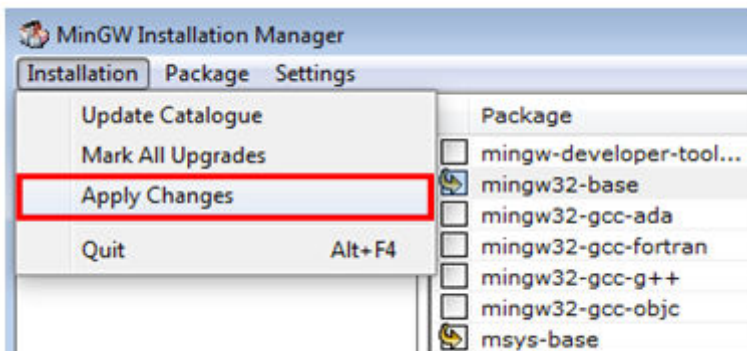 MinGW Installation Manager
Installation Package Settings
Update Catalogue
Mark All Upgrades
Apply Changes
Quit Alt+F4
Package
mingw-developer-tool...
mingw32-base
mingw32-gcc-ada
mingw32-gcc-fortran
mingw32-gcc-g++
mingw32-gcc-objc
msys-base